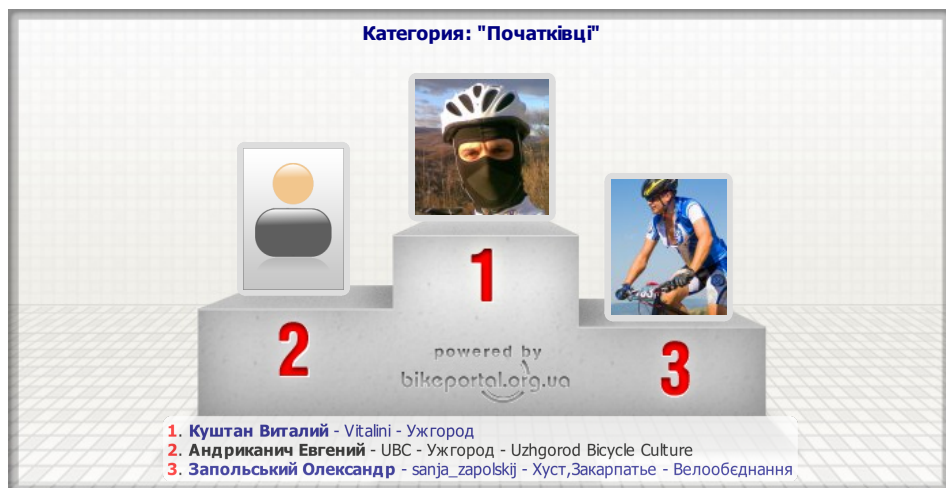 Категория: "Початківці"
1
2
3
powered by
bikeportal.org.ua
1. Куштан Виталий - Vitalini - Ужгород
2. Андриканич Евгений - UBC - Ужгород - Uzhgorod Bicycle Culture
3. Запольський Олександр - sanja_zapolskij - Хуст,Закарпатье - Велообєднання